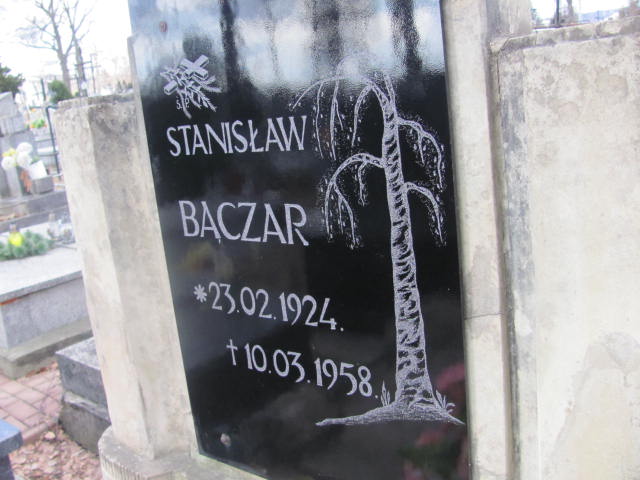 Ś.P.
STANISŁAW
BĄCZAR
*23.02.1924.
†10.03.1958.